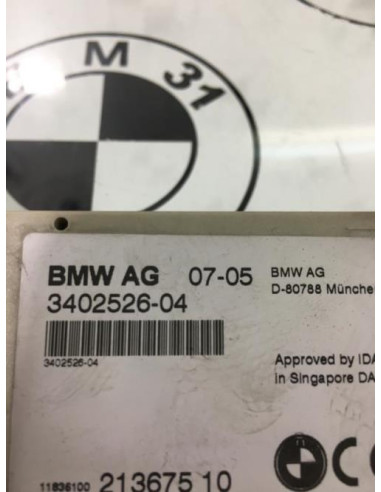 M 31
BMW AG 07-05 BMW AG
3402526-04 D-80788 Münche
3402526-04
Approved by IDA
in Singapore DA
11836100 213675 10